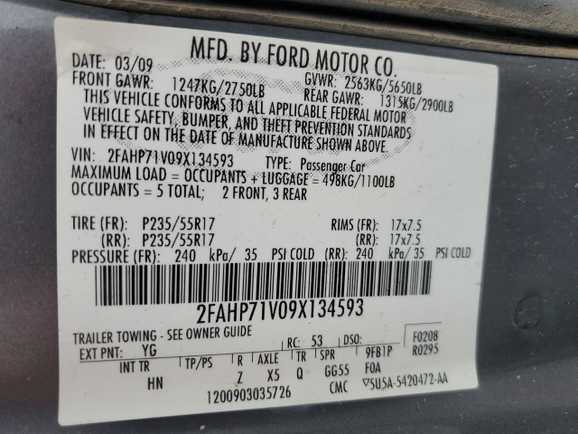 MFD. BY FORD MOTOR CO.
DATE: 03/09 GVWR: 2563KG/5650LB
FRONT GAWR: 1247KG/2750LB REAR GAWR: 1315KG/2900LB
THIS VEHICLE CONFORMS TO ALL APPLICABLE FEDERAL MOTOR
VEHICLE SAFETY, BUMPER, AND THEFT PREVENTION STANDARDS
IN EFFECT ON THE DATE OF MANUFACTURE SHOWN ABOVE.
VIN: 2FAHP71V09X134593 TYPE: Passenger Car
MAXIMUM LOAD = OCCUPANTS + LUGGAGE = 498KG/1100LB
OCCUPANTS = 5 TOTAL; 2 FRONT, 3 REAR
TIRE (FR): P235/55R17 RIMS (FR): 17x7.5
(RR): P235/55R17 (RR): 17x7.5
PRESSURE (FR): 240 kPa/ 35 PSI COLD (RR): 240 kPa/ 35 PSI COLD
2FAHP71V09X134593
TRAILER TOWING - SEE OWNER GUIDE
EXT PNT: YG RC: 53 DSO: F0208
INT TR TP/PS R AXLE TR SPR 9FB1P R0295
HN Z X5 Q GG55 FOA
1200903035726 CMC 5U5A-5420472-AA